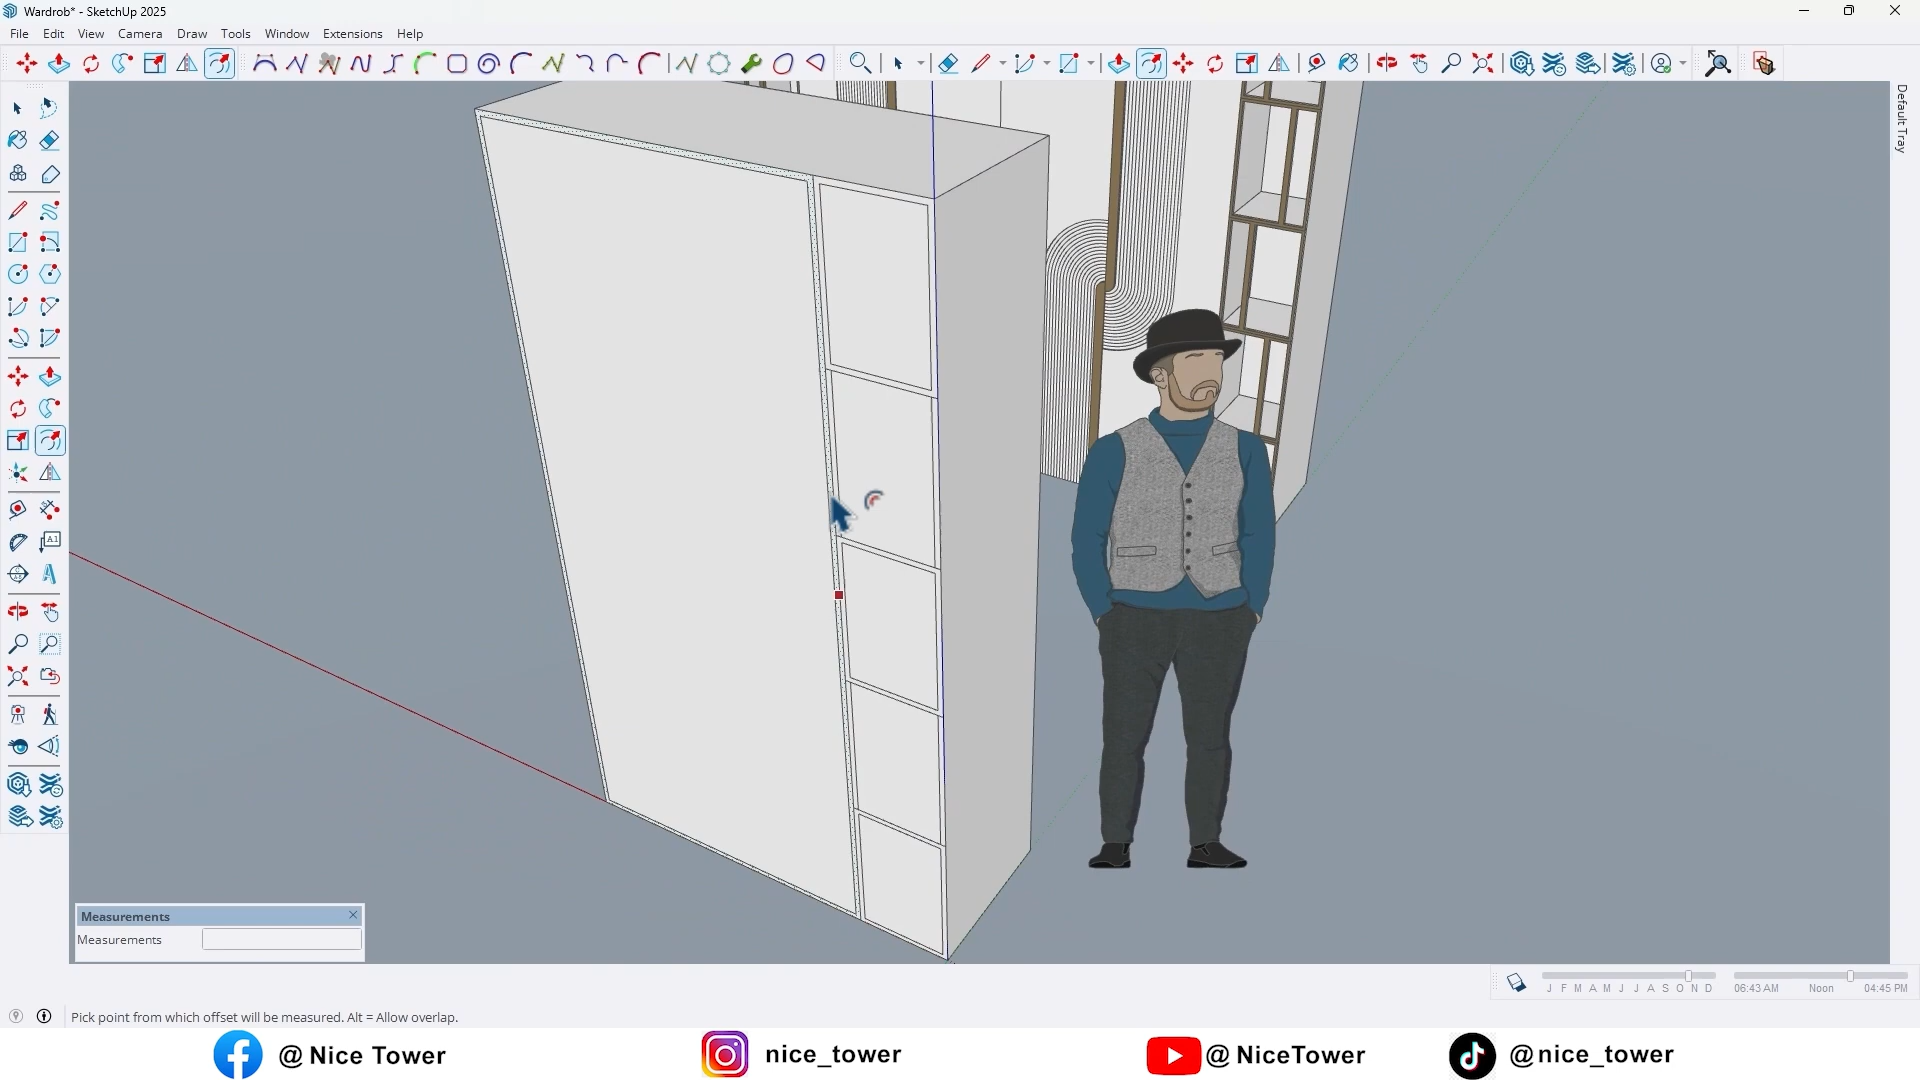 Wardrob* - SketchUp 2025
File Edit View Camera Draw Tools Window Extensions Help
Default Tray
A1
Measurements
Measurements
J F M A M J J A S O N D 06:43 AM Noon 04:45 PM
Pick point from which offset will be measured. Alt = Allow overlap.
@ Nice Tower nice_tower @ NiceTower @nice_tower